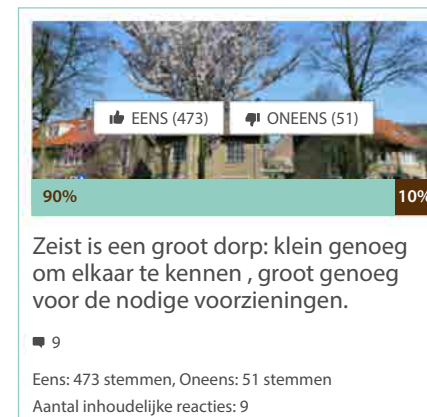 EENS (473) ONEENS (51)
90% 10%
Zeist is een groot dorp: klein genoeg
om elkaar te kennen , groot genoeg
voor de nodige voorzieningen.
9
Eens: 473 stemmen, Oneens: 51 stemmen
Aantal inhoudelijke reacties: 9